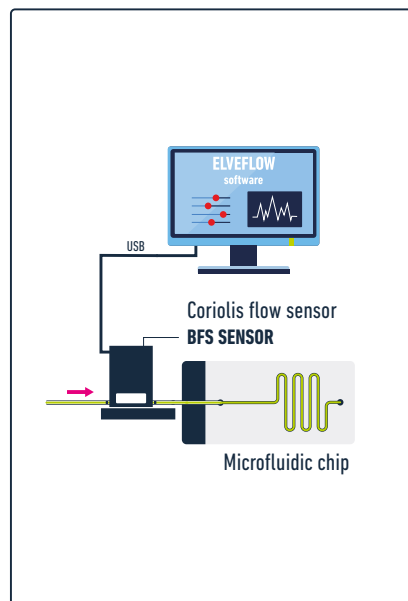 ELVEFLOW
software
USB
Coriolis flow sensor
BFS SENSOR
Microfluidic chip